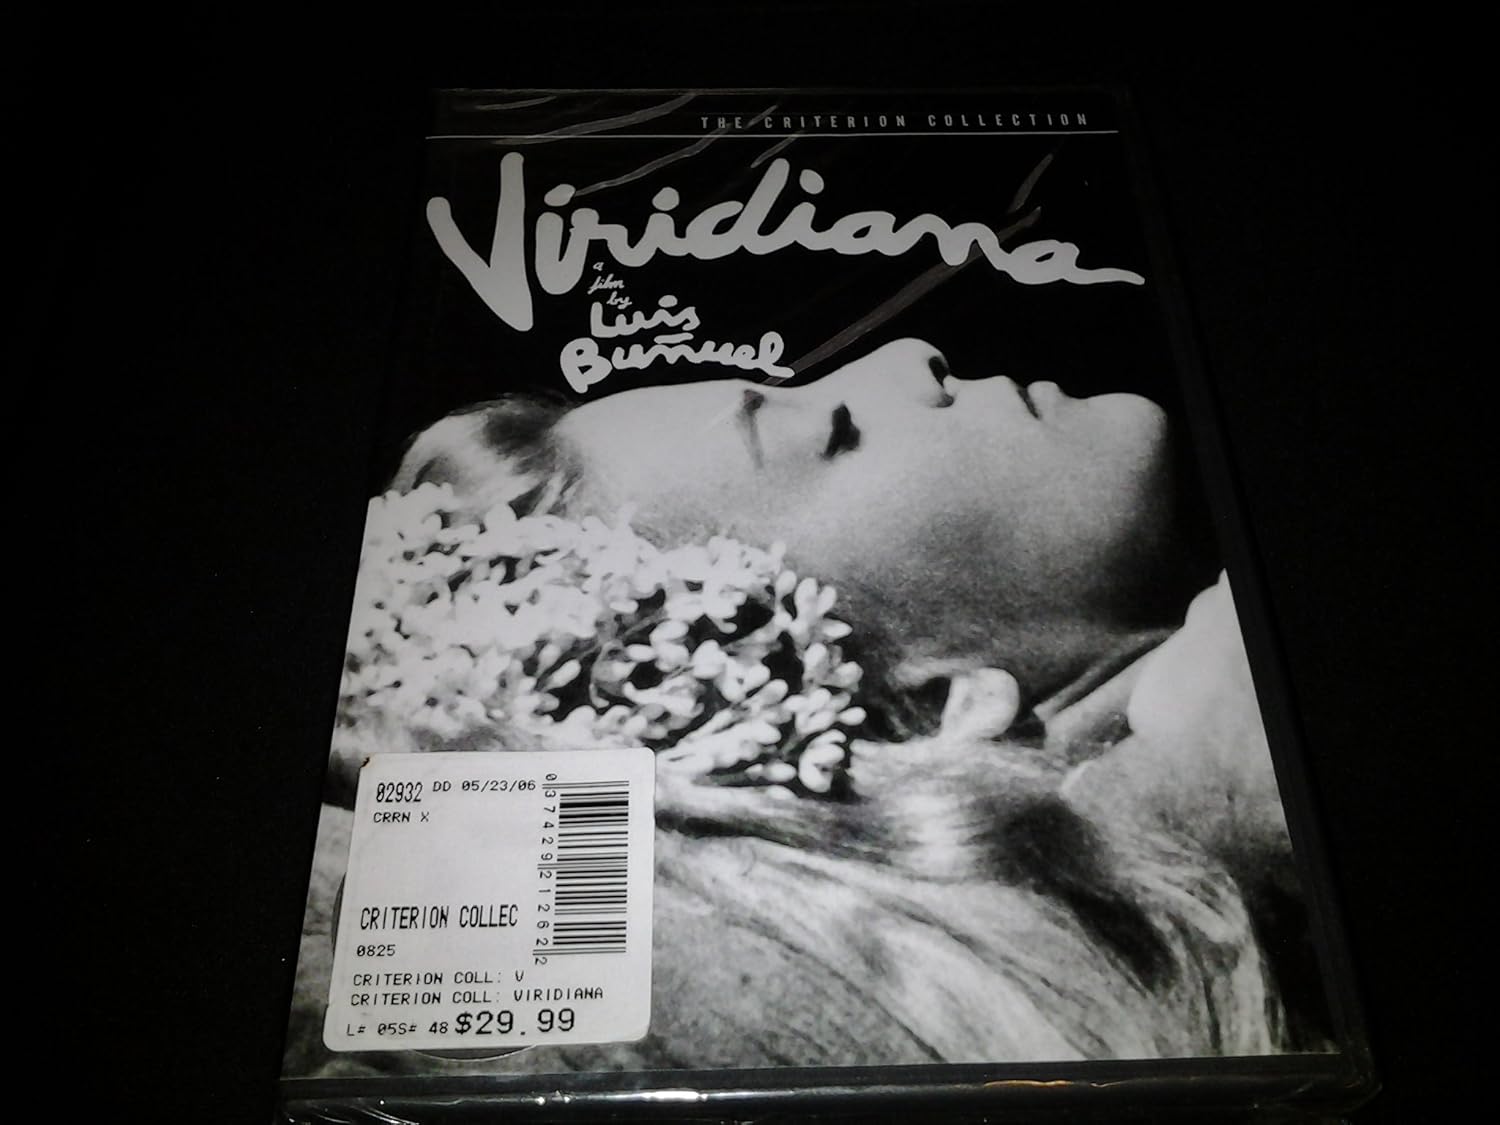 THE CRITERION COLLECTION
Viridiana
a
film
by
Luis
Buñuel
02932 DD 05/23/06
CRRN X
CRITERION COLLEC
0825
CRITERION COLL: V
CRITERION COLL: VIRIDIANA
L# 05S# 48 $29.99
0 37429 21262 2